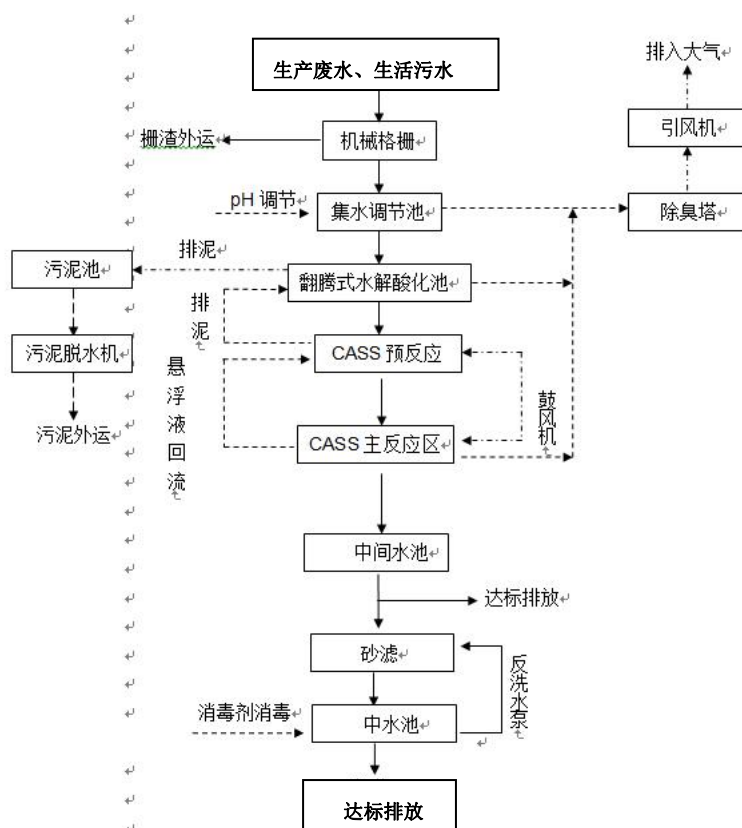 生产废水、生活污水
排入大气
栅渣外运
机械格栅
引风机
pH 调节
集水调节池
除臭塔
排泥
污泥池
翻腾式水解酸化池
排泥
污泥脱水机
CASS 预反应
悬浮液回流
鼓风机
污泥外运
CASS 主反应区
中间水池
达标排放
砂滤
反洗水泵
消毒剂消毒
中水池
达标排放